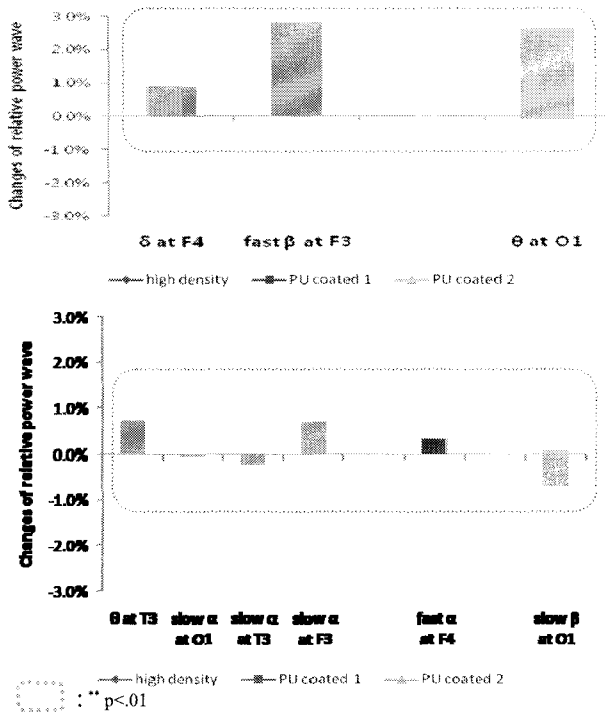 Changes of relative power wave
3.0%
2.0%
1.0%
0.0%
-1.0%
-2.0%
-3.0%
δ at F4 fast β at F3 θ at O1
high density PU coated 1 PU coated 2
Changes of relative power wave
3.0%
2.0%
1.0%
0.0%
-1.0%
-2.0%
-3.0%
θ at T3 slow α at O1 slow α at T3 slow α at F3 fast α at F4 slow β at O1
high density PU coated 1 PU coated 2
: ** p<.01